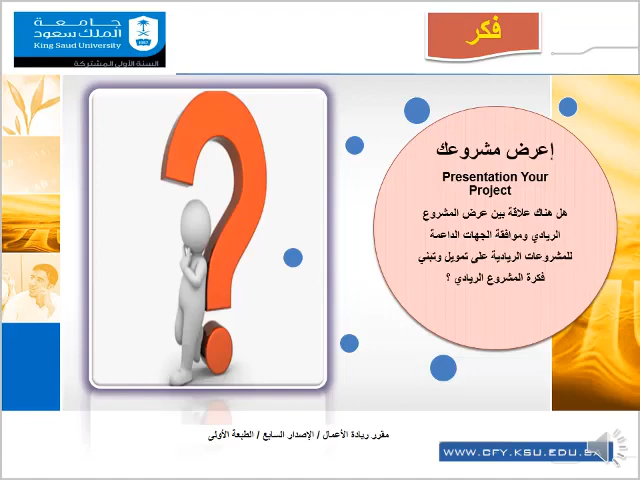 جامعة
الملك سعود
King Saud University
السنة الأولى المشتركة
فكر
إعرض مشروعك
Presentation Your
Project
هل هناك علاقة بين عرض المشروع
الريادي وموافقة الجهات الداعمة
للمشروعات الريادية على تمويل وتبني
فكرة المشروع الريادي ؟
مقرر ريادة الأعمال / الإصدار السابع / الطبعة الأولى
WWW.CFY.KSU.EDU.SA